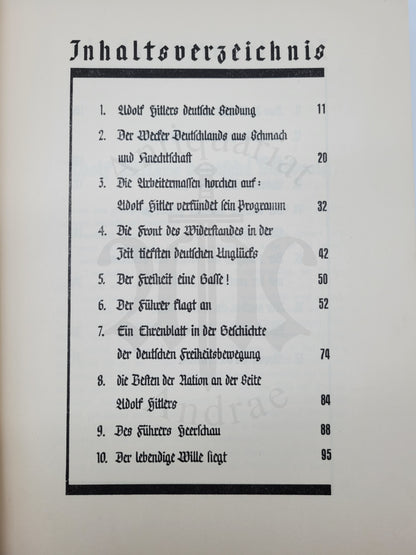 Inhaltsverzeichnis
1. Adolf Hitlers deutsche Sendung 11
2. Der Wecker Deutschlands aus Schmach
und Knechtschaft 20
3. Die Arbeitermassen horchen auf:
Adolf Hitler verkündet sein Programm 32
4. Die Front des Widerstandes in der
Zeit tiefsten deutschen Unglücks 42
5. Der Freiheit eine Gasse! 50
6. Der Führer klagt an 52
7. Ein Ehrenblatt in der Geschichte
der deutschen Freiheitsbewegung 74
8. die Besten der Nation an der Seite
Adolf Hitlers 84
9. Des Führers Heerschau 88
10. Der lebendige Wille siegt 95
Antiquariat
Andrae